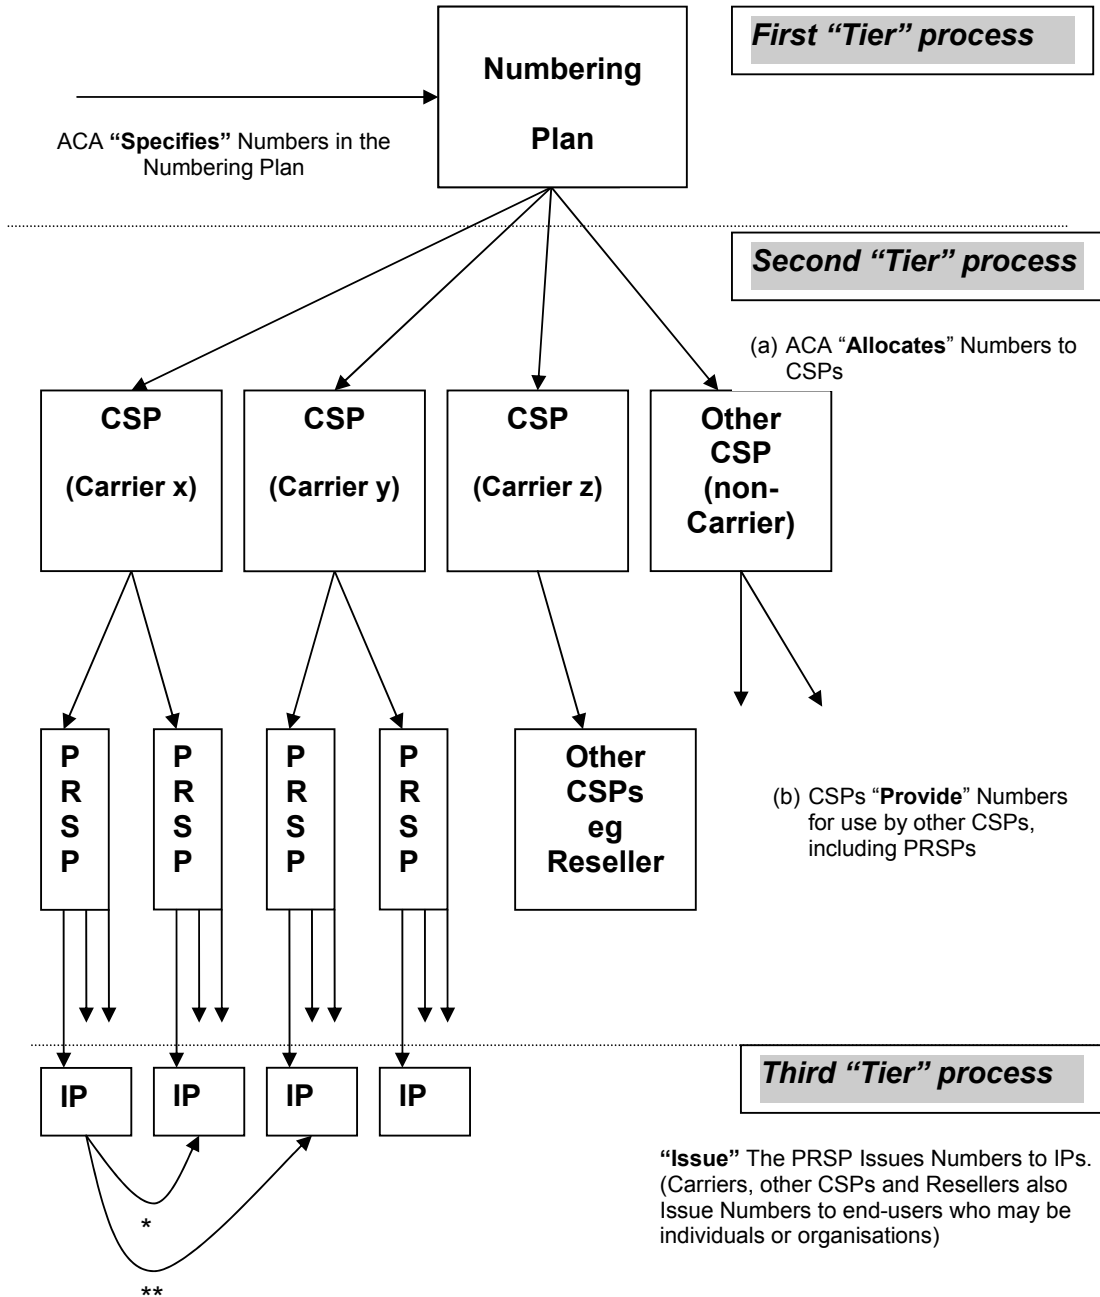 First “Tier” process
Numbering
Plan
ACA “Specifies” Numbers in the
Numbering Plan
Second “Tier” process
(a) ACA “Allocates” Numbers to
CSPs
CSP
(Carrier x)
CSP
(Carrier y)
CSP
(Carrier z)
Other
CSP
(non-
Carrier)
P
R
S
P
P
R
S
P
P
R
S
P
P
R
S
P
Other
CSPs
eg
Reseller
(b) CSPs “Provide” Numbers
for use by other CSPs,
including PRSPs
Third “Tier” process
IP
IP
IP
IP
“Issue” The PRSP Issues Numbers to IPs.
(Carriers, other CSPs and Resellers also
Issue Numbers to end-users who may be
individuals or organisations)
*
**